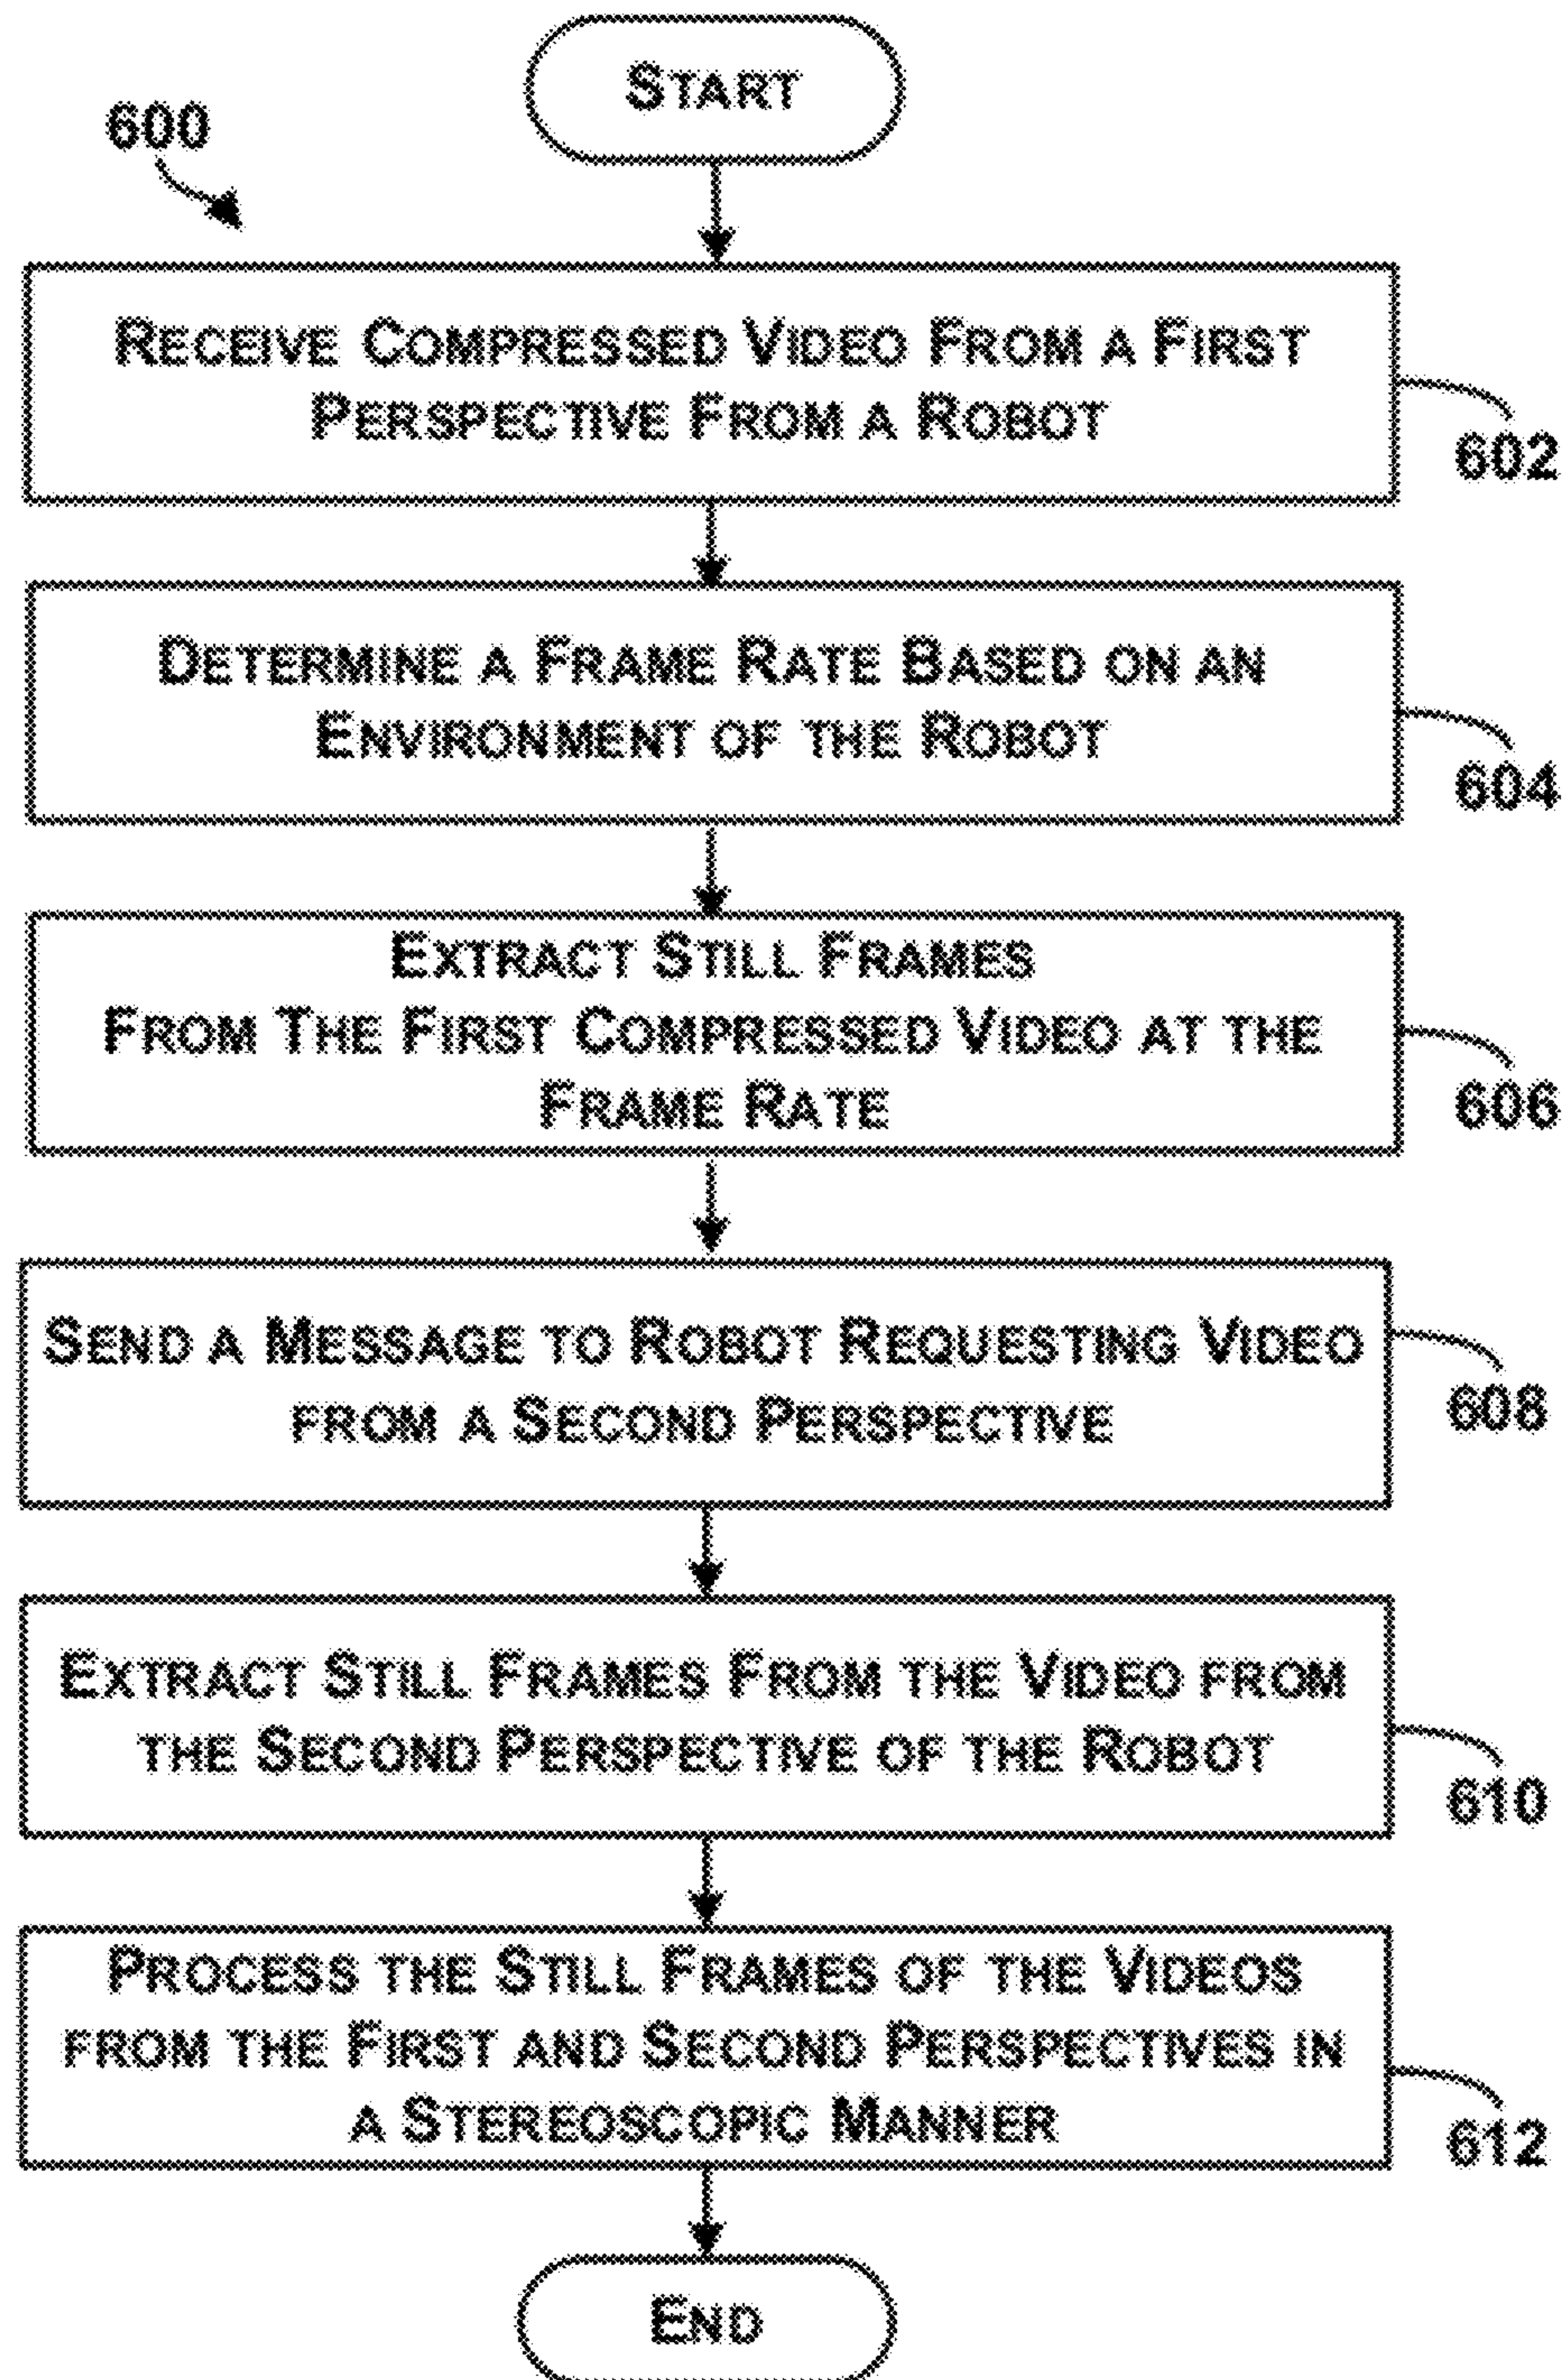 START
600
RECEIVE COMPRESSED VIDEO FROM A FIRST
PERSPECTIVE FROM A ROBOT
602
DETERMINE A FRAME RATE BASED ON AN
ENVIRONMENT OF THE ROBOT
604
EXTRACT STILL FRAMES
FROM THE FIRST COMPRESSED VIDEO AT THE
FRAME RATE
606
SEND A MESSAGE TO ROBOT REQUESTING VIDEO
FROM A SECOND PERSPECTIVE
608
EXTRACT STILL FRAMES FROM THE VIDEO FROM
THE SECOND PERSPECTIVE OF THE ROBOT
610
PROCESS THE STILL FRAMES OF THE VIDEOS
FROM THE FIRST AND SECOND PERSPECTIVES IN
A STEREOSCOPIC MANNER
612
END